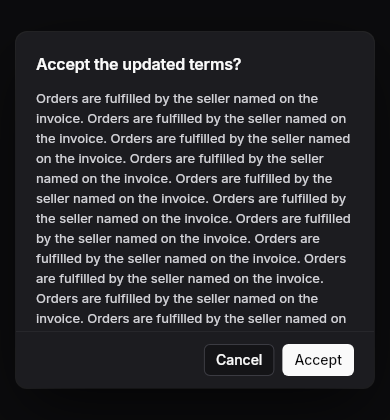 Accept the updated terms?
Orders are fulfilled by the seller named on the
invoice. Orders are fulfilled by the seller named on
the invoice. Orders are fulfilled by the seller named
on the invoice. Orders are fulfilled by the seller
named on the invoice. Orders are fulfilled by the
seller named on the invoice. Orders are fulfilled by
the seller named on the invoice. Orders are fulfilled
by the seller named on the invoice. Orders are
fulfilled by the seller named on the invoice. Orders
are fulfilled by the seller named on the invoice.
Orders are fulfilled by the seller named on the
invoice. Orders are fulfilled by the seller named on
Cancel
Accept